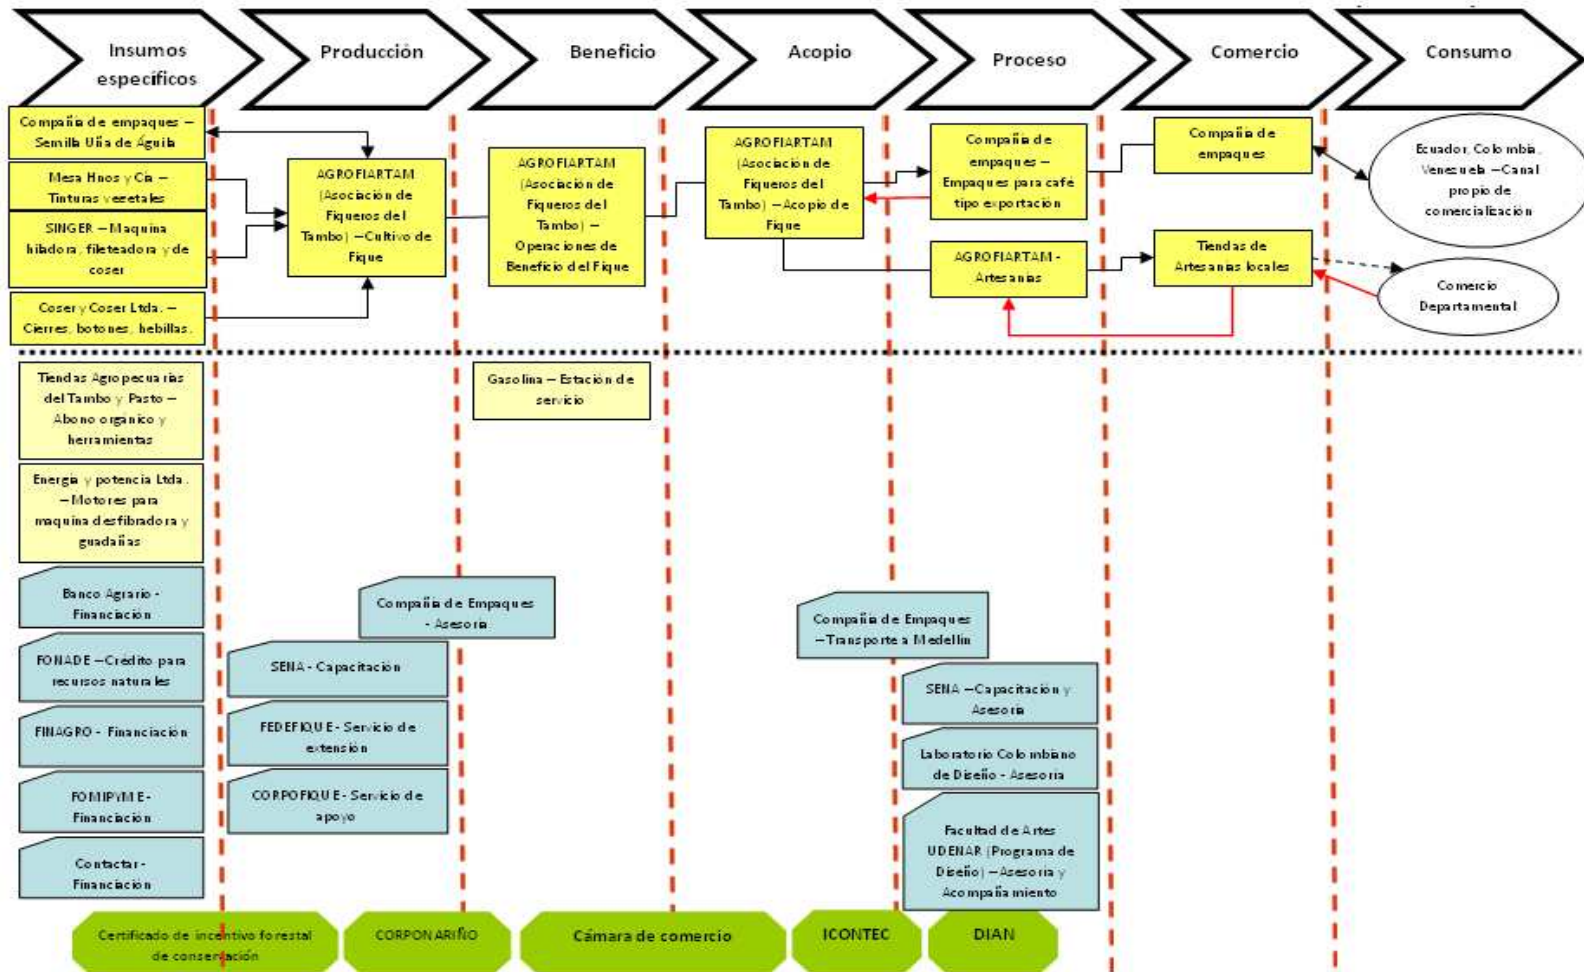 Insumos
específicos
Producción
Beneficio
Acopio
Proceso
Comercio
Consumo
Compañía de empaques –
Semilla Uña de Águila
Mesa Hnos y Cia –
Tinturas vegetales
SINGER – Maquina
hiladora, fileteadora y de
coser
Coser y Coser Ltda. –
Cierres, botones, hebillas.
AGROFIARTAM
(Asociación de
Fiqueros del
Tambo) – Cultivo de
Fique
AGROFIARTAM
(Asociación de
Fiqueros del
Tambo) –
Operaciones de
Beneficio del Fique
AGROFIARTAM
(Asociación de
Fiqueros del
Tambo) – Acopio de
Fique
Compañía de
empaques –
Empaques para café
tipo exportación
AGROFIARTAM -
Artesanías
Compañía de
empaques
Tiendas de
Artesanías locales
Ecuador, Colombia,
Venezuela – Canal
propio de
comercialización
Comercio
Departamental
Tiendas Agropecuarias
del Tambo y Pasto –
Abono orgánico y
herramientas
Energía y potencia Ltda.
– Motores para
maquina desfibradora y
guadañas
Gasolina – Estación de
servicio
Banco Agrario -
Financiación
FONADE – Crédito para
recursos naturales
FINAGRO - Financiación
FOMIPYME -
Financiación
Contactar -
Financiación
Compañía de Empaques
- Asesoría
SENA - Capacitación
FEDEFIQUE - Servicio de
extensión
CORPOFIQUE - Servicio de
apoyo
Compañía de Empaques
– Transporte a Medellín
SENA – Capacitación y
Asesoría
Laboratorio Colombiano
de Diseño - Asesoría
Facultad de Artes
UDENAR (Programa de
Diseño) – Asesoría y
Acompañamiento
Certificado de incentivo forestal
de conservación
CORPONARIÑO
Cámara de comercio
ICONTEC
DIAN